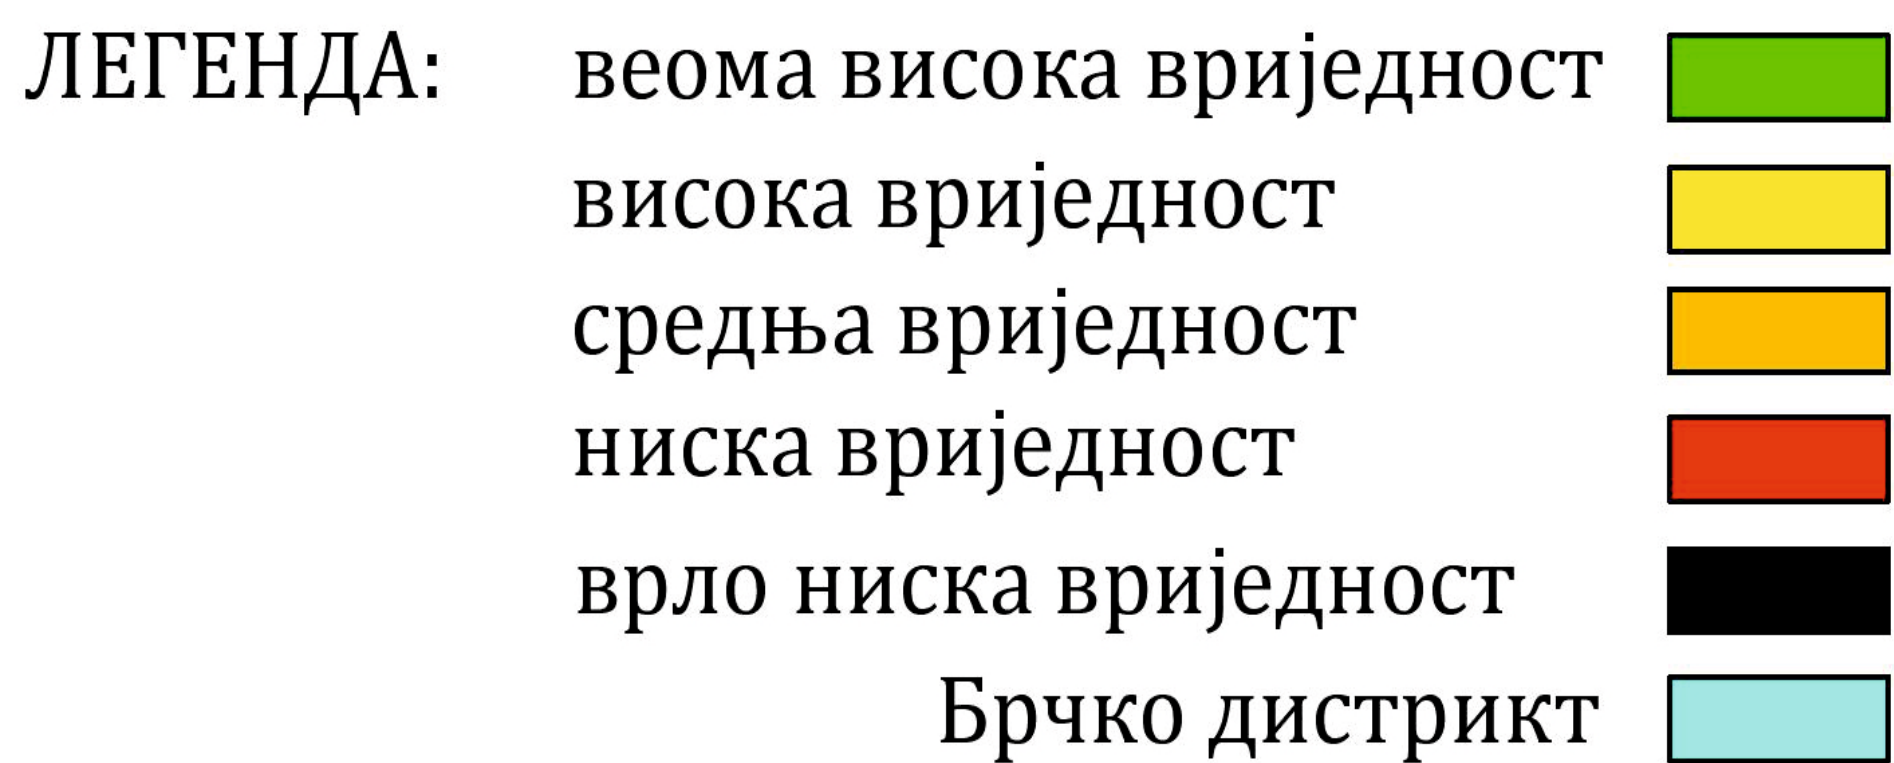 ЛЕГЕНДА: веома висока вриједност
висока вриједност
средња вриједност
ниска вриједност
врло ниска вриједност
Брчко дистрикт